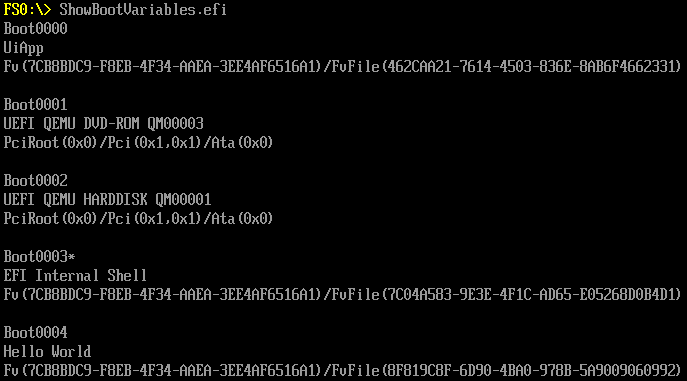 FS0:\> ShowBootVariables.efi
Boot0000
UiApp
Fv(7CB8BDC9-F8EB-4F34-AAEA-3EE4AF6516A1)/FvFile(462CAA21-7614-4503-836E-8AB6F4662331)
Boot0001
UEFI QEMU DVD-ROM QM00003
PciRoot(0x0)/Pci(0x1,0x1)/Ata(0x0)
Boot0002
UEFI QEMU HARDDISK QM00001
PciRoot(0x0)/Pci(0x1,0x1)/Ata(0x0)
Boot0003*
EFI Internal Shell
Fv(7CB8BDC9-F8EB-4F34-AAEA-3EE4AF6516A1)/FvFile(7C04A583-9E3E-4F1C-AD65-E05268D0B4D1)
Boot0004
Hello World
Fv(7CB8BDC9-F8EB-4F34-AAEA-3EE4AF6516A1)/FvFile(8F819C8F-6D90-4BA0-978B-5A9009060992)